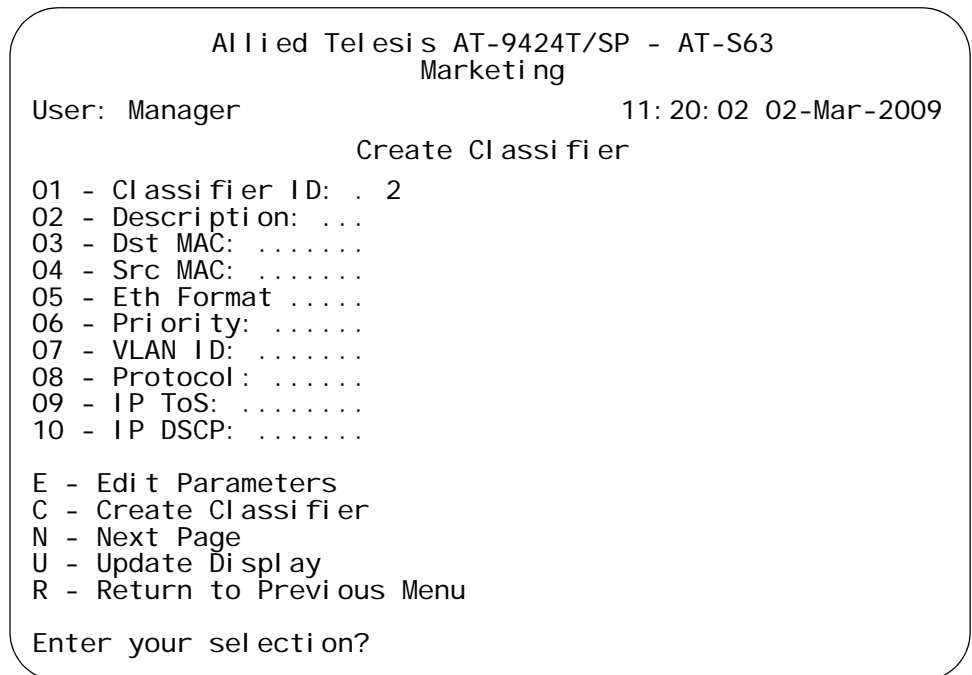 Allied Telesis AT-9424T/SP - AT-S63
Marketing
User: Manager 11:20:02 02-Mar-2009
Create Classifier
01 - Classifier ID: . 2
02 - Description: ...
03 - Dst MAC: .......
04 - Src MAC: .......
05 - Eth Format .....
06 - Priority: ......
07 - VLAN ID: .......
08 - Protocol: ......
09 - IP ToS: ........
10 - IP DSCP: .......
E - Edit Parameters
C - Create Classifier
N - Next Page
U - Update Display
R - Return to Previous Menu
Enter your selection?